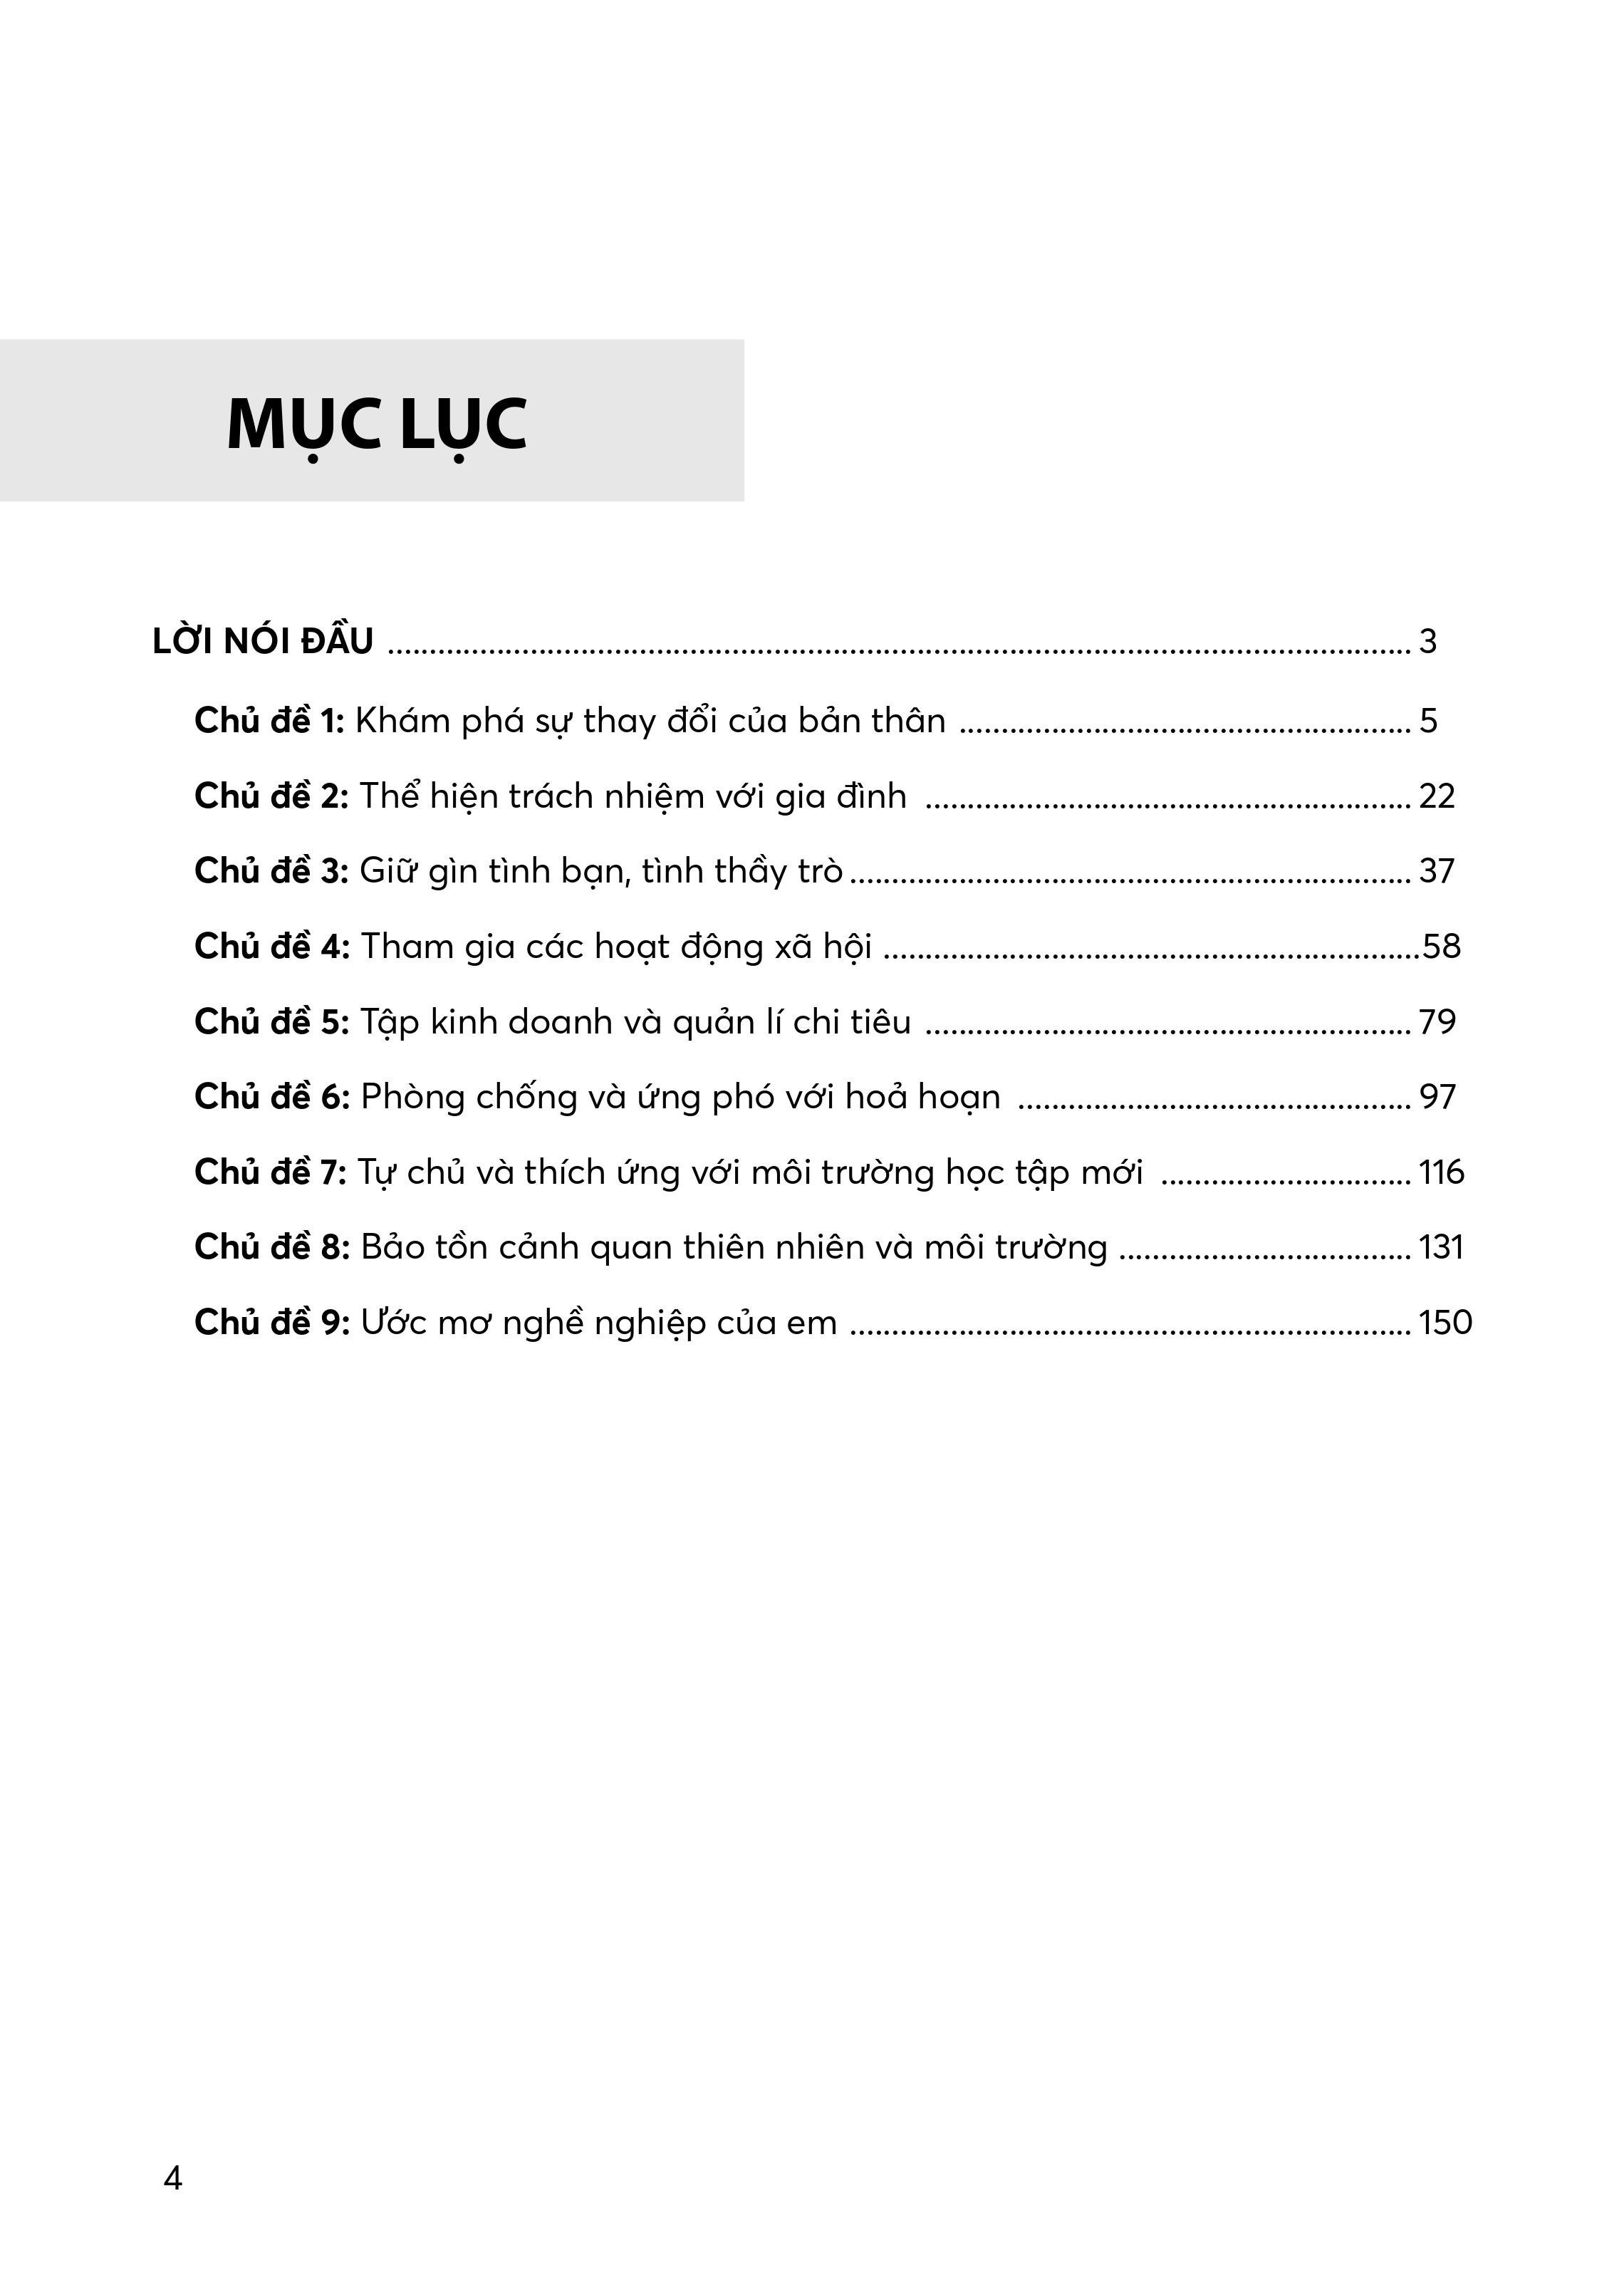 MỤC LỤC
LỜI NÓI ĐẦU ........................................................................................................................ 3
Chủ đề 1: Khám phá sự thay đổi của bản thân ..................................................... 5
Chủ đề 2: Thể hiện trách nhiệm với gia đình ......................................................... 22
Chủ đề 3: Giữ gìn tình bạn, tình thầy trò .................................................................. 37
Chủ đề 4: Tham gia các hoạt động xã hội ...............................................................58
Chủ đề 5: Tập kinh doanh và quản lí chi tiêu ......................................................... 79
Chủ đề 6: Phòng chống và ứng phó với hoả hoạn .............................................. 97
Chủ đề 7: Tự chủ và thích ứng với môi trường học tập mới ............................. 116
Chủ đề 8: Bảo tồn cảnh quan thiên nhiên và môi trường .................................. 131
Chủ đề 9: Ước mơ nghề nghiệp của em .................................................................. 150
4